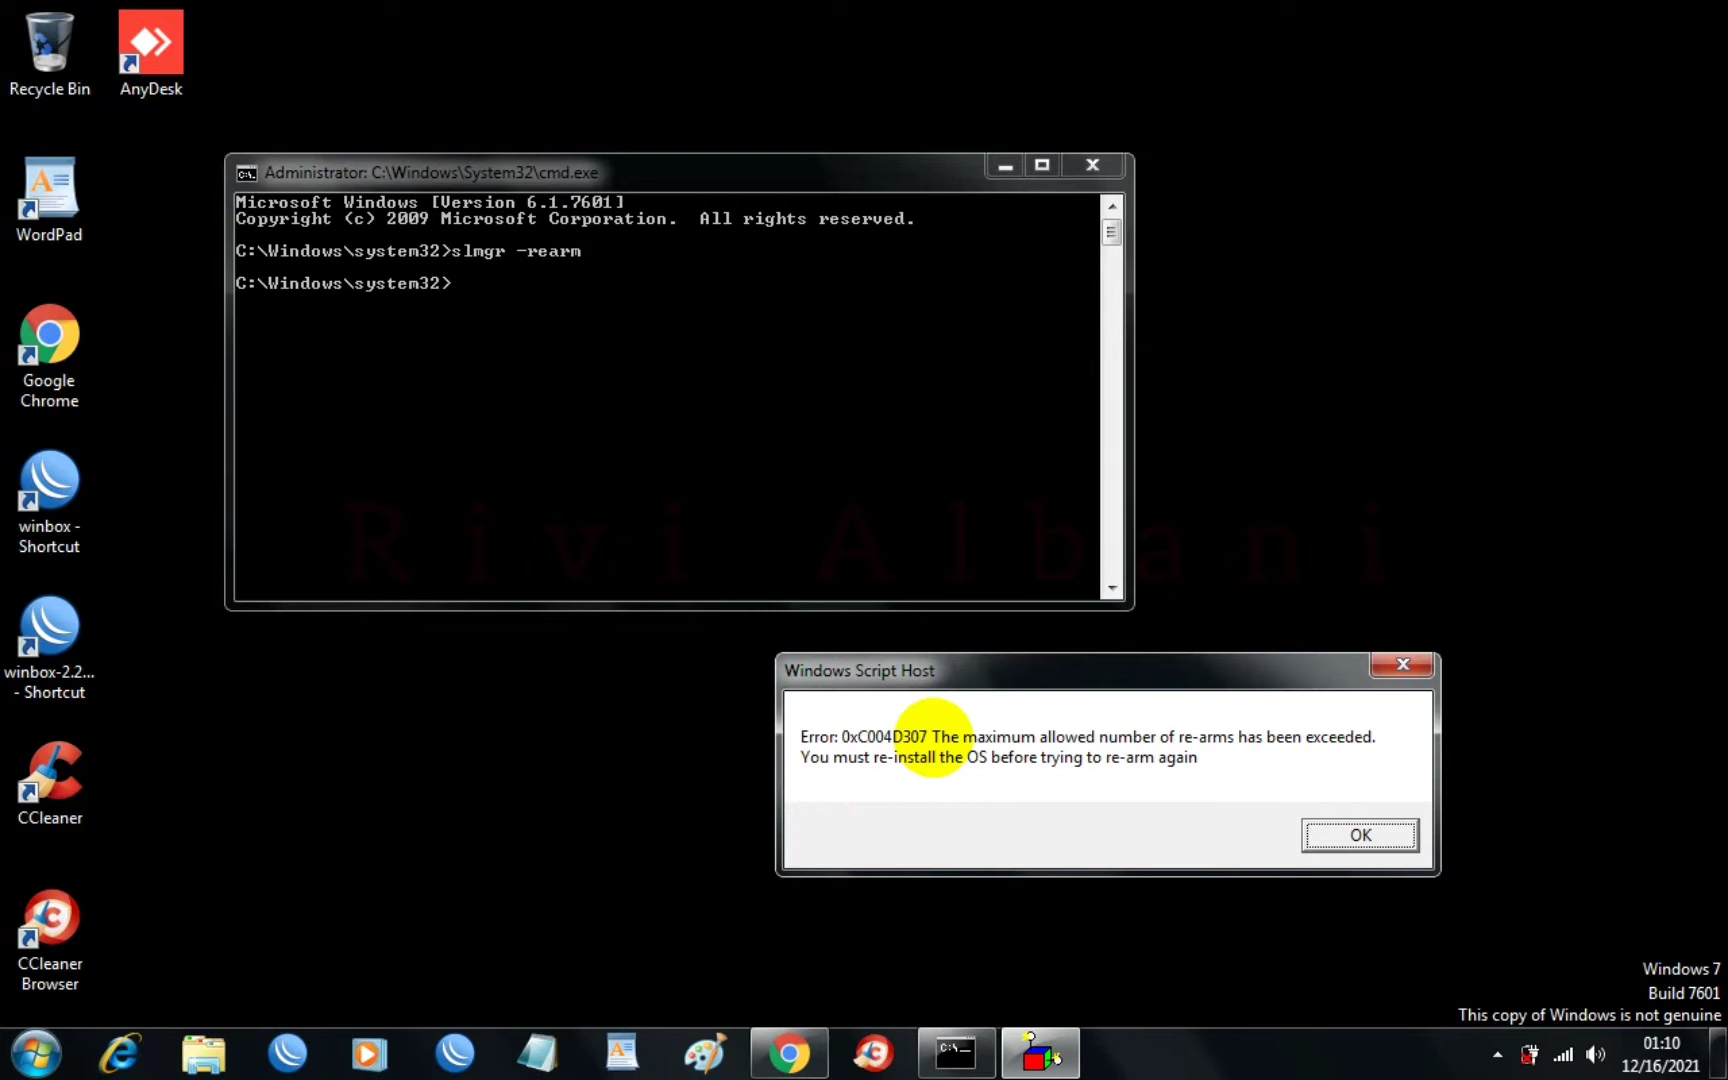 Recycle Bin
AnyDesk
WordPad
Google
Chrome
winbox -
Shortcut
winbox-2.2...
- Shortcut
CCleaner
CCleaner
Browser
Administrator: C:\Windows\System32\cmd.exe
Microsoft Windows [Version 6.1.7601]
Copyright (c) 2009 Microsoft Corporation.  All rights reserved.
C:\Windows\system32>slmgr -rearm
C:\Windows\system32>
Rivi Albani
Windows Script Host
Error: 0xC004D307 The maximum allowed number of re-arms has been exceeded.
You must re-install the OS before trying to re-arm again
OK
Windows 7
Build 7601
This copy of Windows is not genuine
01:10
12/16/2021